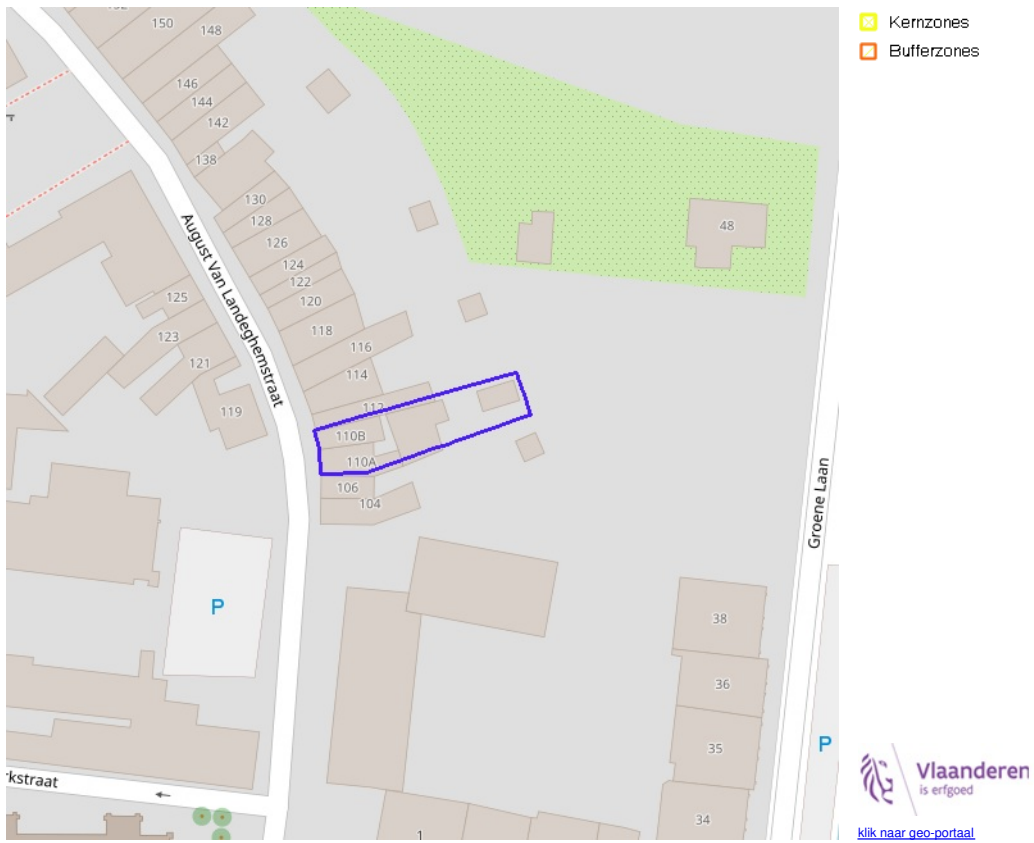 150
148
146
144
142
138
130
128
126
124
122
120
118
116
114
112
110B
110A
106
104
125
123
121
119
August Van Landeghemstraat
48
Groene Laan
38
36
35
34
1
P
P
rkstraat
Kernzones
Bufferzones
Vlaanderen
is erfgoed
klik naar geo-portaal